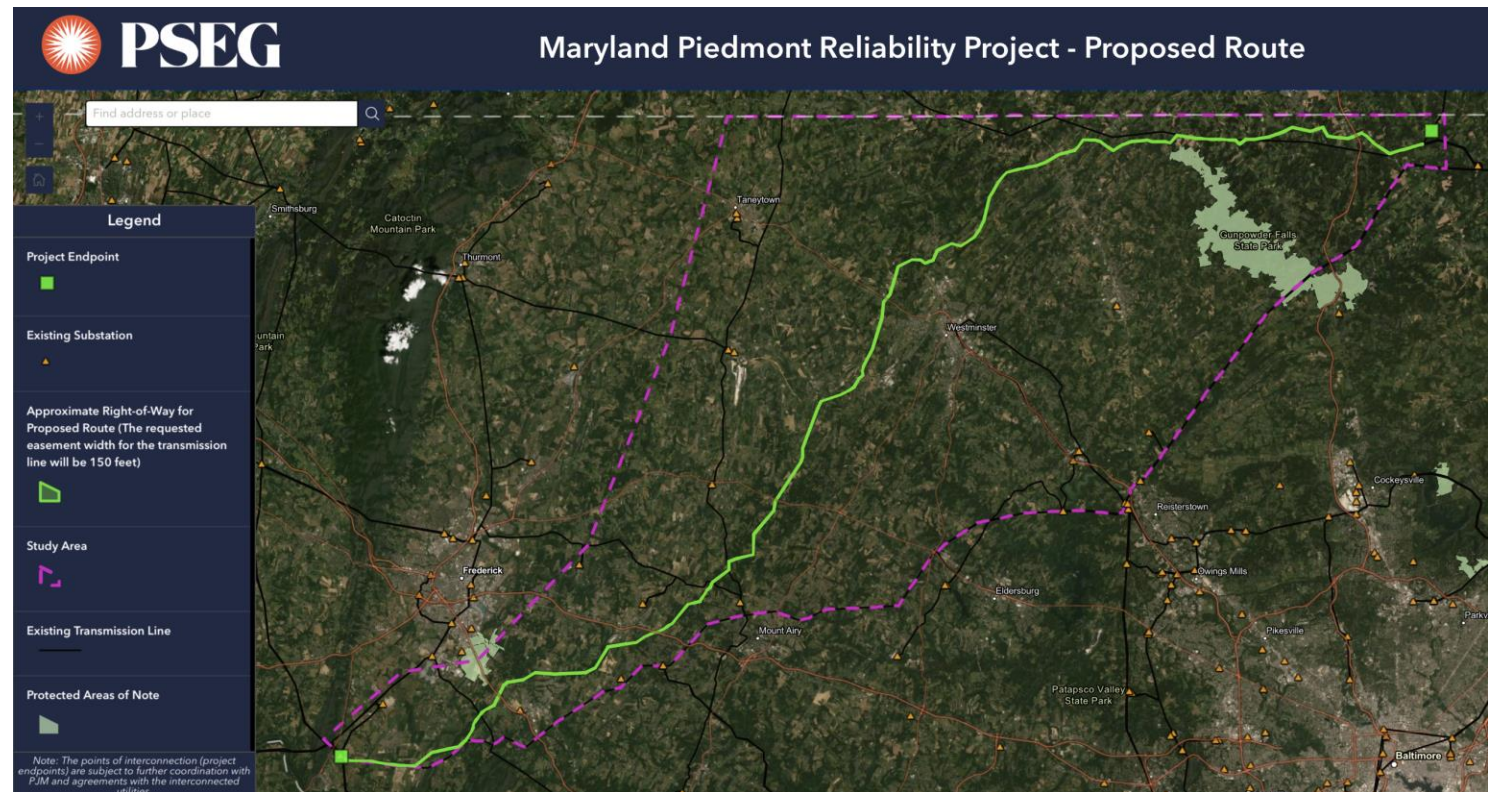 PSEG
Maryland Piedmont Reliability Project - Proposed Route
+
Find address or place
−
Legend
Project Endpoint
Existing Substation
Approximate Right-of-Way for
Proposed Route (The requested
easement width for the transmission
line will be 150 feet)
Study Area
Existing Transmission Line
Protected Areas of Note
Note: The points of interconnection (project
endpoints) are subject to further coordination with
PJM and agreements with the interconnected
utilities
Smithsburg
Catoctin
Mountain Park
Thurmont
Taneytown
Gunpowder Falls
State Park
untain
Park
Westminster
Cockeysville
Reisterstown
Frederick
Owings Mills
Eldersburg
Parkv
Mount Airy
Pikesville
Patapsco Valley
State Park
Baltimore